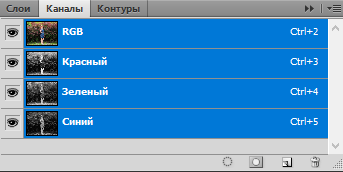 Слои Каналы Контуры
RGB Ctrl+2
Красный Ctrl+3
Зеленый Ctrl+4
Синий Ctrl+5